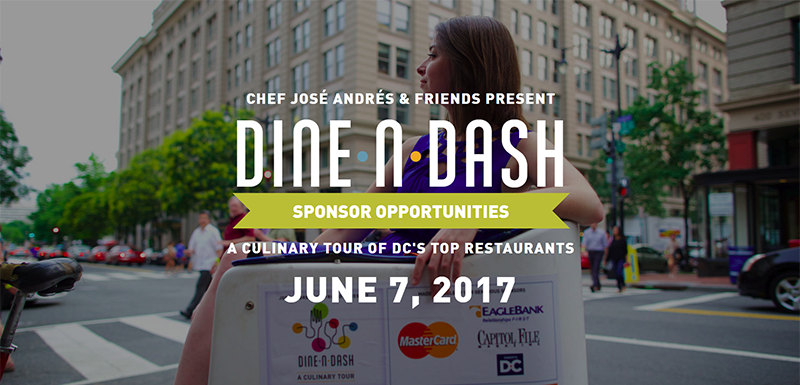 CHEF JOSÉ ANDRÉS & FRIENDS PRESENT
DINE·N·DASH
SPONSOR OPPORTUNITIES
A CULINARY TOUR OF DC'S TOP RESTAURANTS
JUNE 7, 2017
DINE·N·DASH
A CULINARY TOUR
MasterCard
EAGLEBANK
CAPITOL FILE
DC